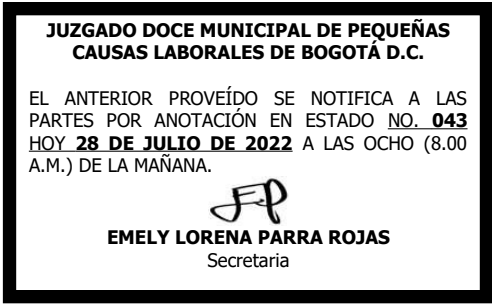 JUZGADO DOCE MUNICIPAL DE PEQUEÑAS
CAUSAS LABORALES DE BOGOTÁ D.C.
EL ANTERIOR PROVEÍDO SE NOTIFICA A LAS
PARTES POR ANOTACIÓN EN ESTADO NO. 043
HOY 28 DE JULIO DE 2022 A LAS OCHO (8.00
A.M.) DE LA MAÑANA.
EMELY LORENA PARRA ROJAS
Secretaria